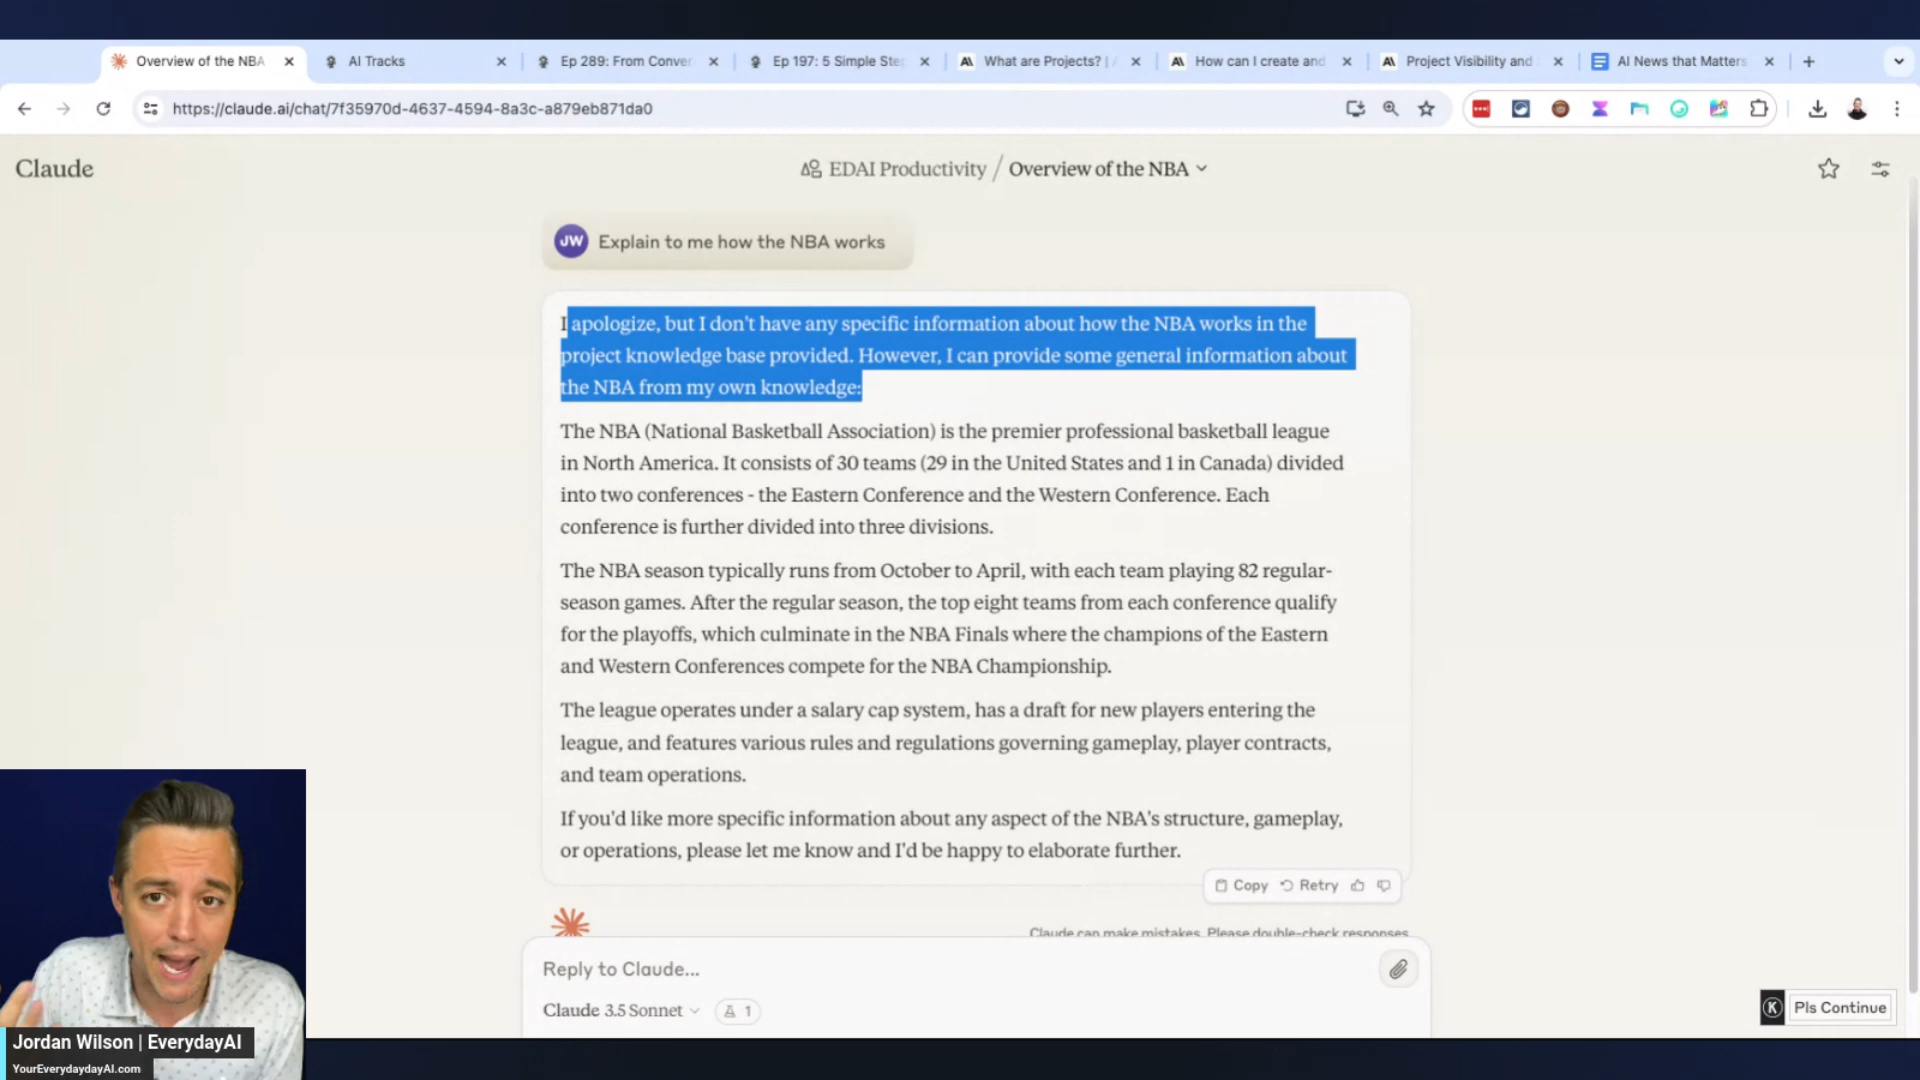 Overview of the NBA
AI Tracks
Ep 289: From Conver
Ep 197: 5 Simple Ste
What are Projects? |
How can I create and
Project Visibility and
AI News that Matters
https://claude.ai/chat/7f35970d-4637-4594-8a3c-a879eb871da0
Claude
EDAI Productivity / Overview of the NBA
JW Explain to me how the NBA works
I apologize, but I don't have any specific information about how the NBA works in the
project knowledge base provided. However, I can provide some general information about
the NBA from my own knowledge:
The NBA (National Basketball Association) is the premier professional basketball league
in North America. It consists of 30 teams (29 in the United States and 1 in Canada) divided
into two conferences - the Eastern Conference and the Western Conference. Each
conference is further divided into three divisions.
The NBA season typically runs from October to April, with each team playing 82 regular-
season games. After the regular season, the top eight teams from each conference qualify
for the playoffs, which culminate in the NBA Finals where the champions of the Eastern
and Western Conferences compete for the NBA Championship.
The league operates under a salary cap system, has a draft for new players entering the
league, and features various rules and regulations governing gameplay, player contracts,
and team operations.
If you'd like more specific information about any aspect of the NBA's structure, gameplay,
or operations, please let me know and I'd be happy to elaborate further.
Copy Retry
Claude can make mistakes. Please double-check responses.
Reply to Claude...
Claude 3.5 Sonnet 1
K Pls Continue
Jordan Wilson | EverydayAI
YourEverydayAI.com